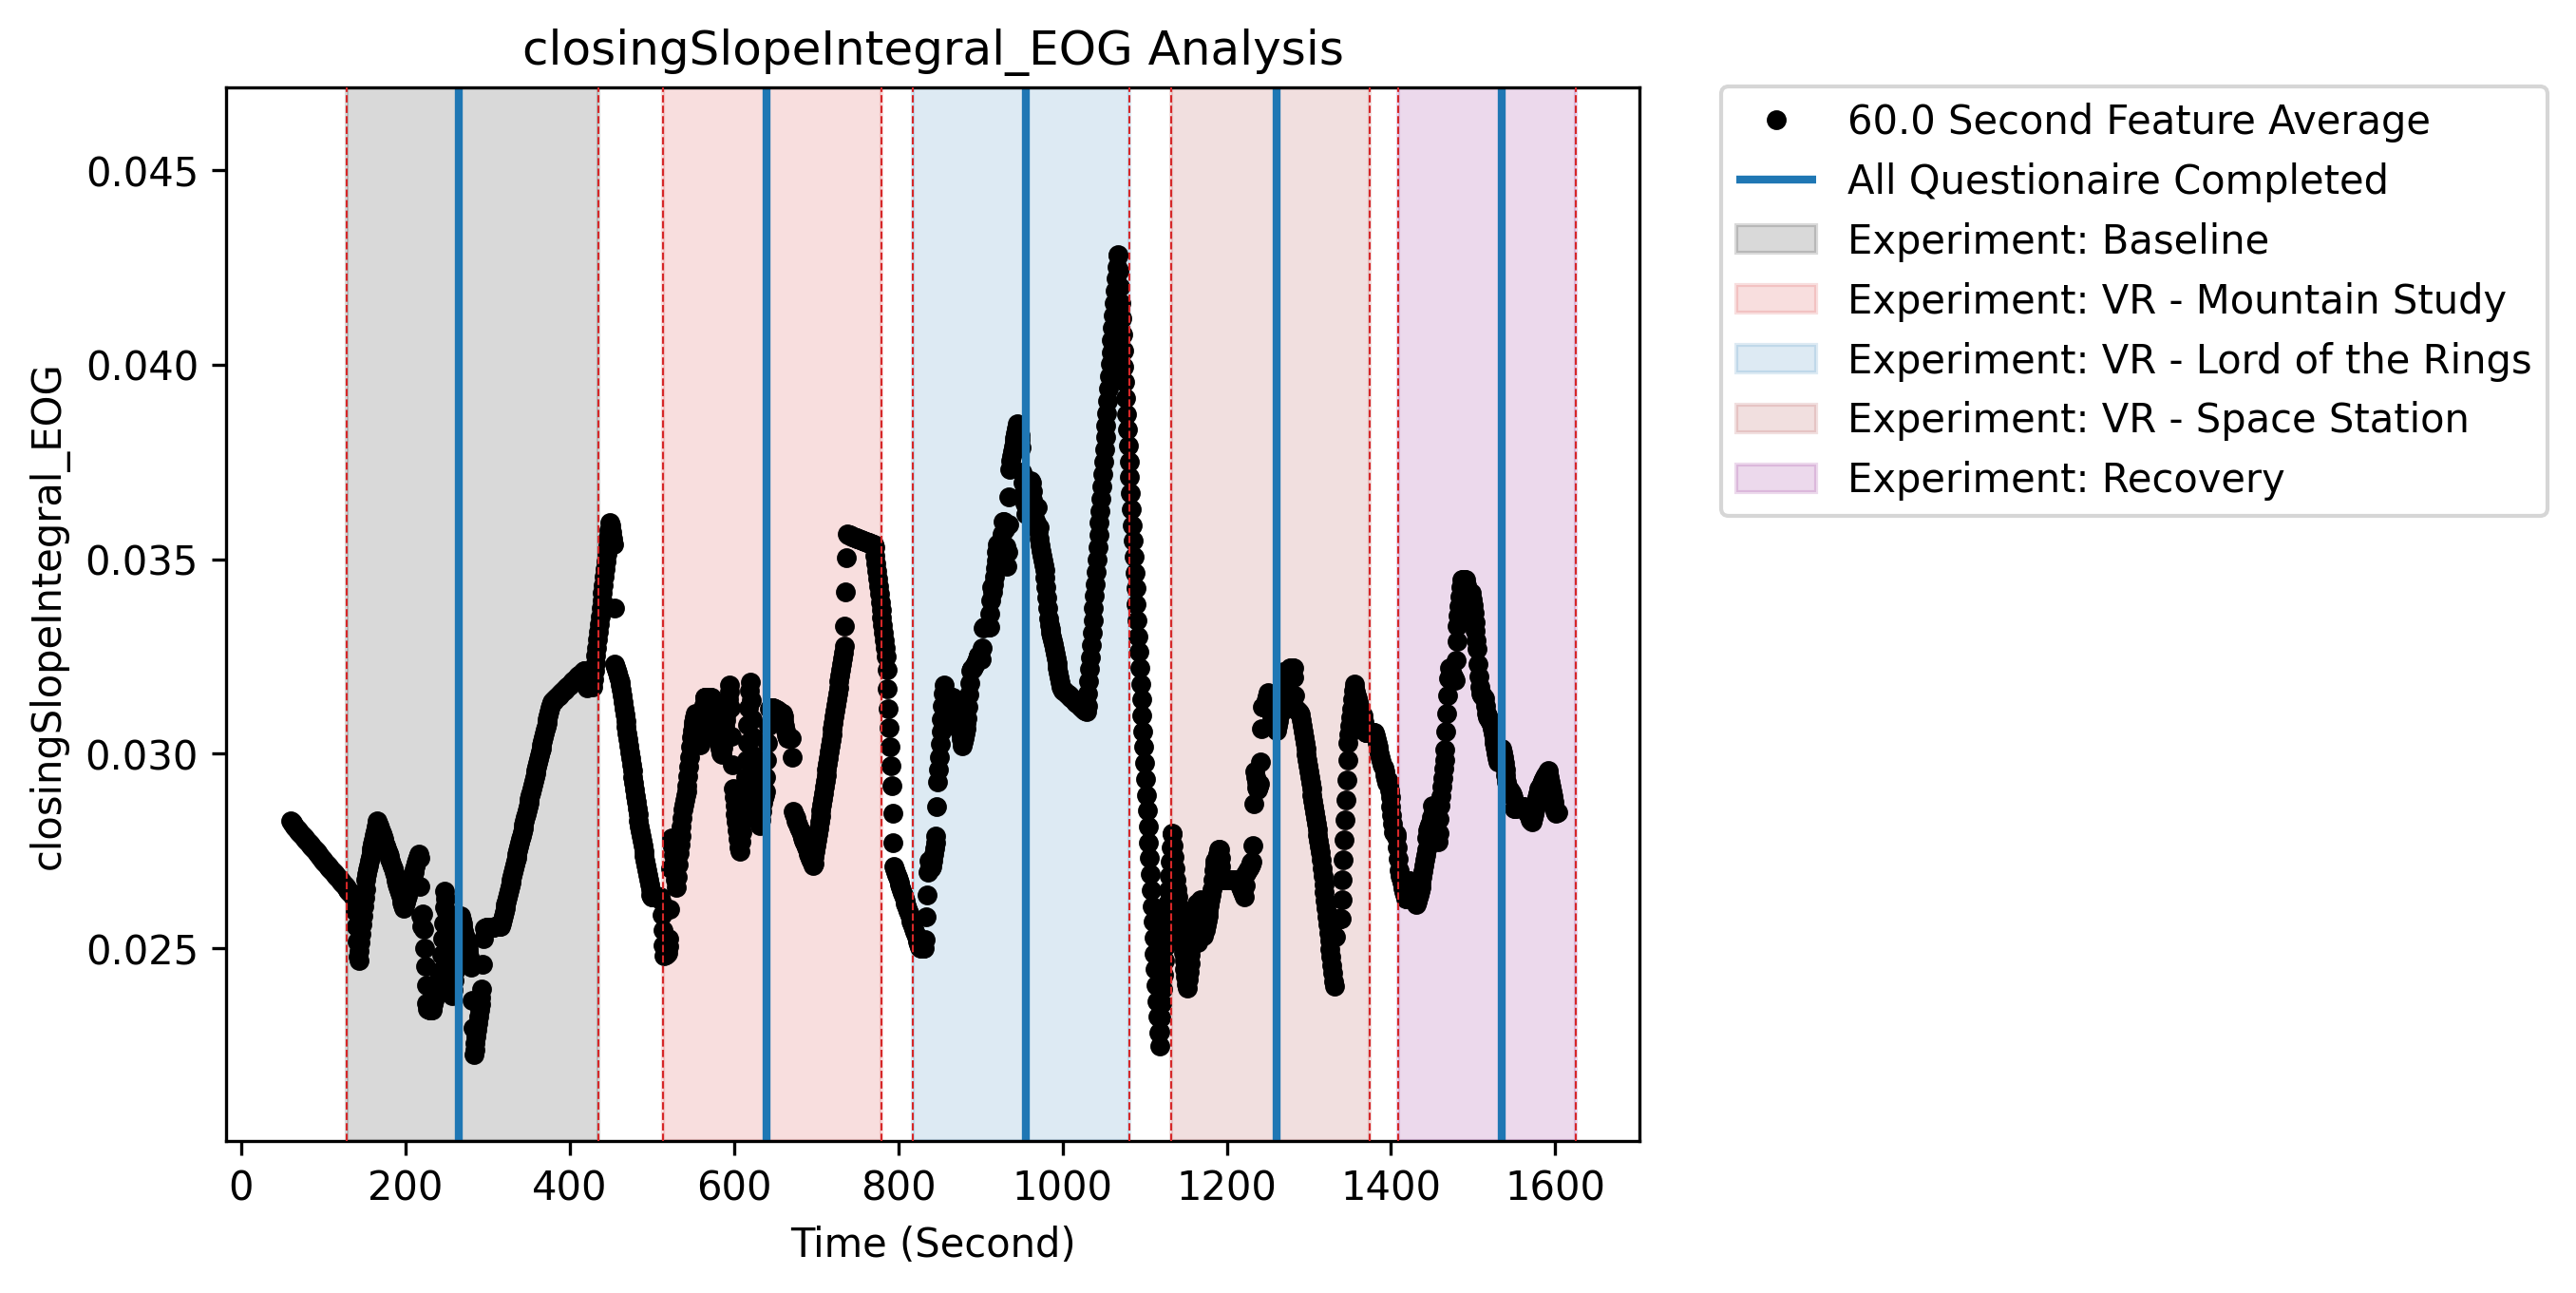 closingSlopeIntegral_EOG Analysis
closingSlopeIntegral_EOG
0.045
0.040
0.035
0.030
0.025
0 200 400 600 800 1000 1200 1400 1600
Time (Second)
60.0 Second Feature Average
All Questionaire Completed
Experiment: Baseline
Experiment: VR - Mountain Study
Experiment: VR - Lord of the Rings
Experiment: VR - Space Station
Experiment: Recovery